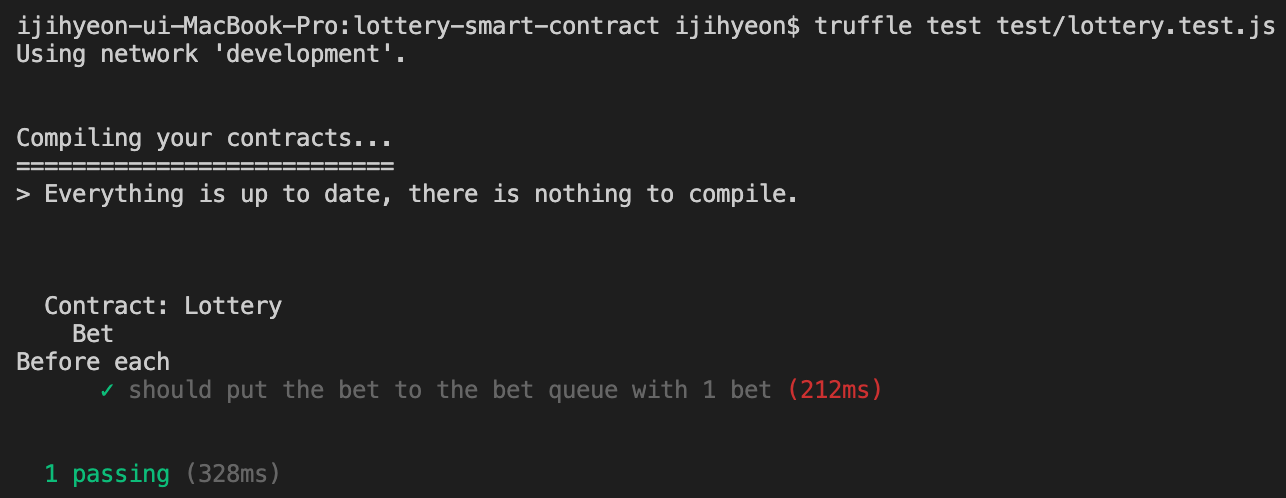 ijihyeon-ui-MacBook-Pro:lottery-smart-contract ijihyeon$ truffle test test/lottery.test.js
Using network 'development'.
Compiling your contracts...
===========================
> Everything is up to date, there is nothing to compile.
Contract: Lottery
Bet
Before each
✓ should put the bet to the bet queue with 1 bet (212ms)
1 passing (328ms)